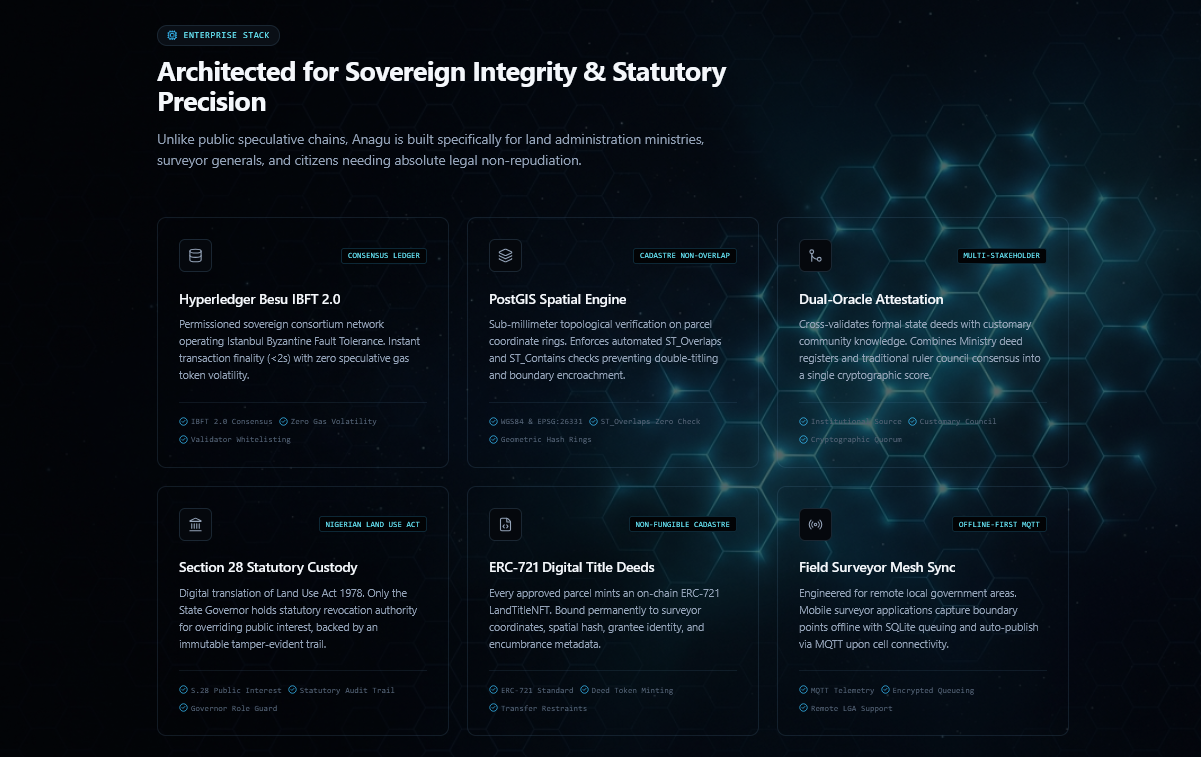 ENTERPRISE STACK
Architected for Sovereign Integrity & Statutory
Precision
Unlike public speculative chains, Anagu is built specifically for land administration ministries,
surveyor generals, and citizens needing absolute legal non-repudiation.
CONSENSUS LEDGER
Hyperledger Besu IBFT 2.0
Permissioned sovereign consortium network
operating Istanbul Byzantine Fault Tolerance. Instant
transaction finality (<2s) with zero speculative gas
token volatility.
IBFT 2.0 Consensus Zero Gas Volatility
Validator Whitelisting
CADASTRE NON-OVERLAP
PostGIS Spatial Engine
Sub-millimeter topological verification on parcel
coordinate rings. Enforces automated ST_Overlaps
and ST_Contains checks preventing double-titling
and boundary encroachment.
WGS84 & EPSG:26331 ST_Overlaps Zero Check
Geometric Hash Rings
MULTI-STAKEHOLDER
Dual-Oracle Attestation
Cross-validates formal state deeds with customary
community knowledge. Combines Ministry deed
registers and traditional ruler council consensus into
a single cryptographic score.
Institutional Source Customary Council
Cryptographic Quorum
NIGERIAN LAND USE ACT
Section 28 Statutory Custody
Digital translation of Land Use Act 1978. Only the
State Governor holds statutory revocation authority
for overriding public interest, backed by an
immutable tamper-evident trail.
S.28 Public Interest Statutory Audit Trail
Governor Role Guard
NON-FUNGIBLE CADASTRE
ERC-721 Digital Title Deeds
Every approved parcel mints an on-chain ERC-721
LandTitleNFT. Bound permanently to surveyor
coordinates, spatial hash, grantee identity, and
encumbrance metadata.
ERC-721 Standard Deed Token Minting
Transfer Restraints
OFFLINE-FIRST MQTT
Field Surveyor Mesh Sync
Engineered for remote local government areas.
Mobile surveyor applications capture boundary
points offline with SQLite queuing and auto-publish
via MQTT upon cell connectivity.
MQTT Telemetry Encrypted Queueing
Remote LGA Support